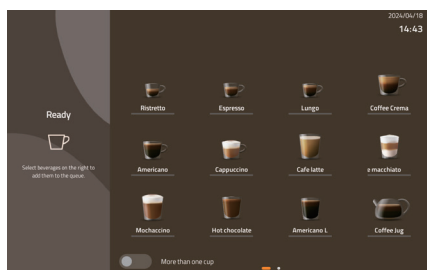 2024/04/18
14:43
Ready
Select beverages on the right to
add them to the queue.
Ristretto
Espresso
Lungo
Coffee Crema
Americano
Cappuccino
Cafe latte
e macchiato
Mochaccino
Hot chocolate
Americano L
Coffee Jug
More than one cup